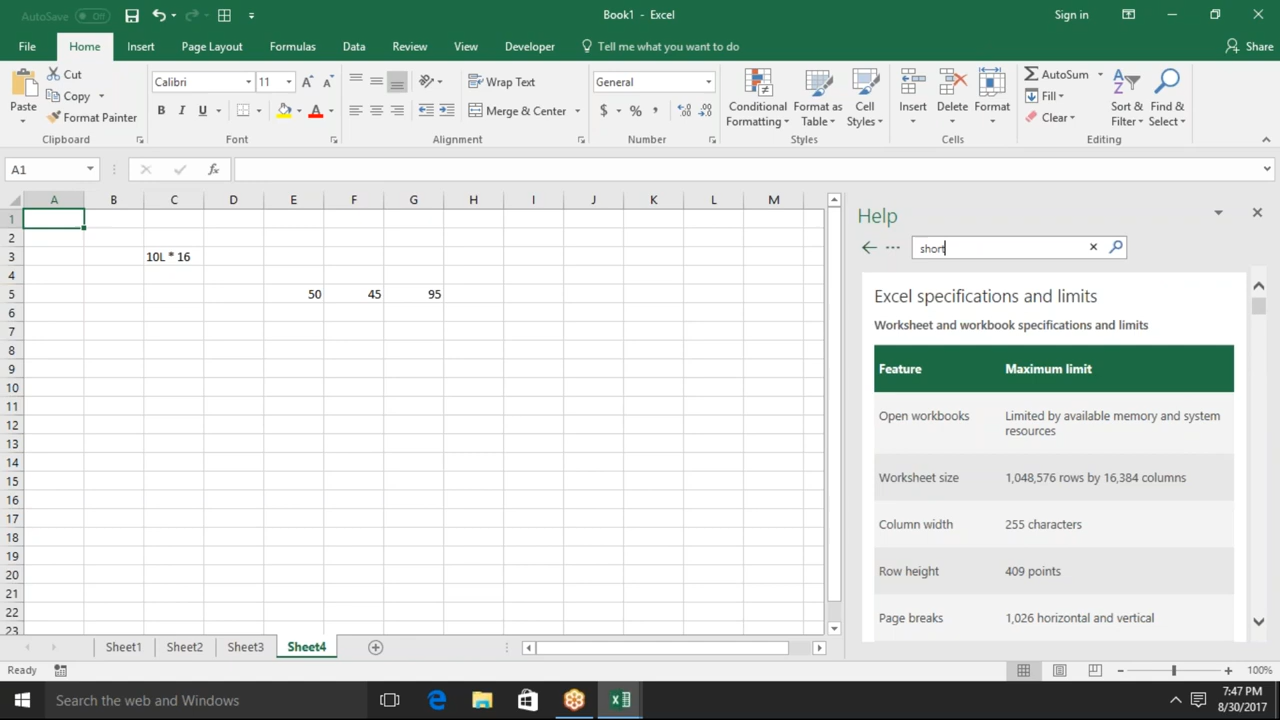 AutoSave Off
Book1 - Excel
Sign in
File Home Insert Page Layout Formulas Data Review View Developer Tell me what you want to do Share
Paste
Cut
Copy
Format Painter
Clipboard
Calibri 11
B I U
Font
Wrap Text
Merge & Center
Alignment
General
$ % ,
Number
Conditional Formatting
Format as Table
Cell Styles
Styles
Insert Delete Format
Cells
AutoSum
Fill
Clear
Sort & Filter
Find & Select
Editing
A1
fx
A B C D E F G H I J K L M
1
2
3 10L * 16
4
5 50 45 95
6
7
8
9
10
11
12
13
14
15
16
17
18
19
20
21
22
23
Help
short
Excel specifications and limits
Worksheet and workbook specifications and limits
Feature Maximum limit
Open workbooks Limited by available memory and system
resources
Worksheet size 1,048,576 rows by 16,384 columns
Column width 255 characters
Row height 409 points
Page breaks 1,026 horizontal and vertical
Sheet1 Sheet2 Sheet3 Sheet4
Ready
100%
Search the web and Windows
7:47 PM
8/30/2017